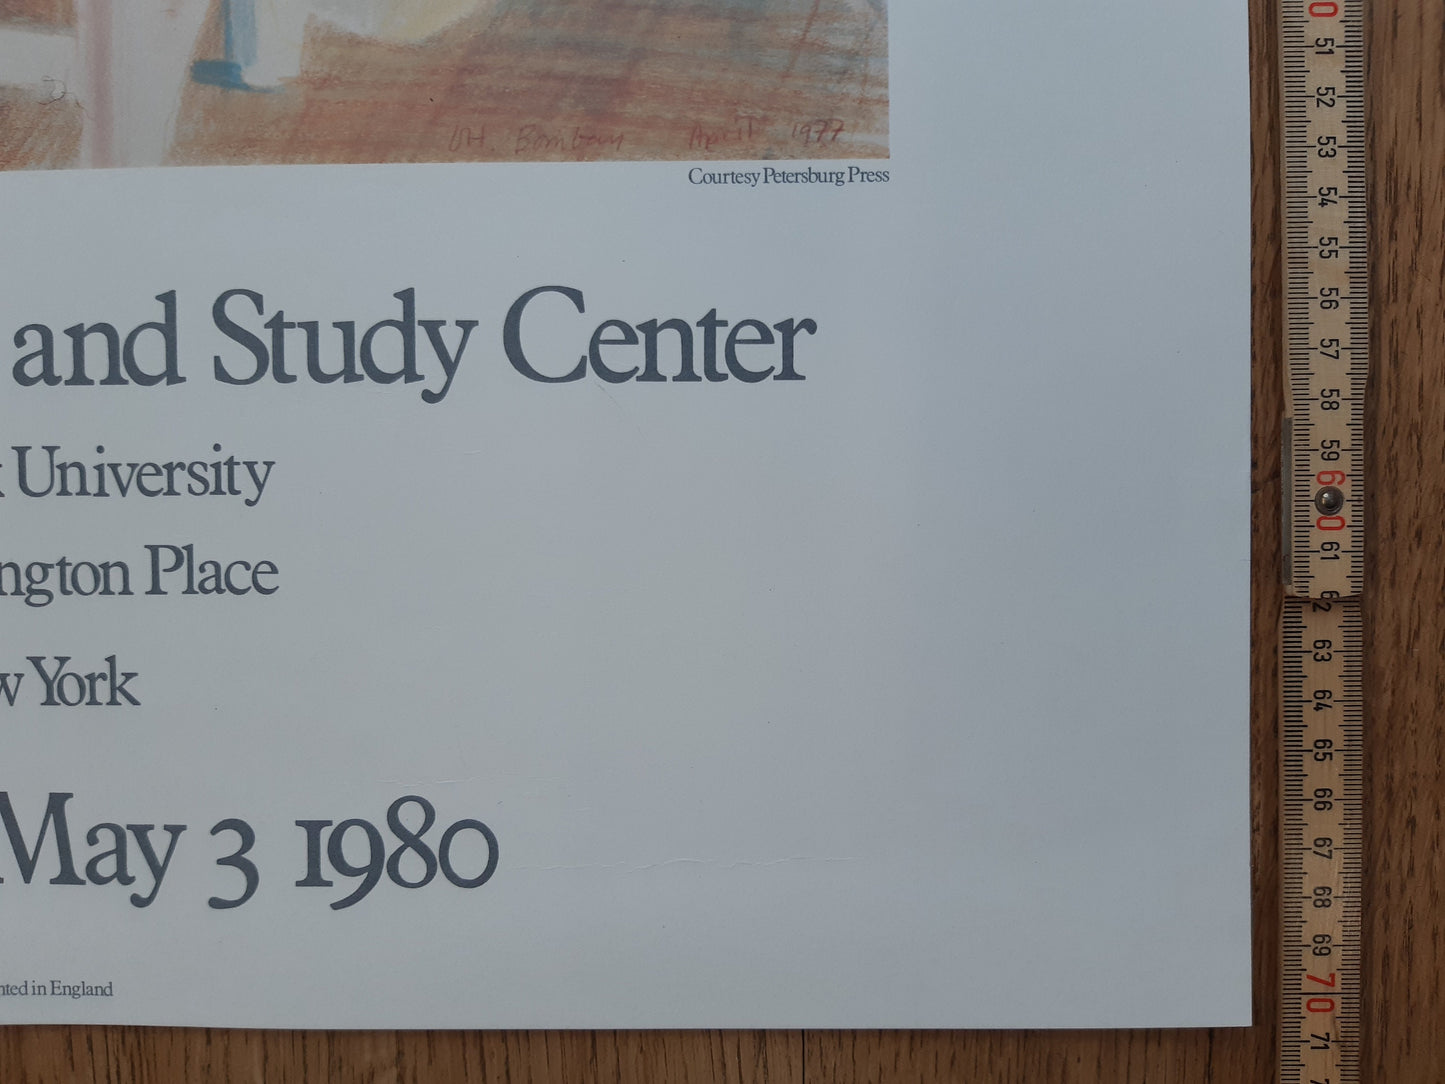 DH. Bombay April 1977
Courtesy Petersburg Press
and Study Center
University
ngton Place
w York
May 3 1980
nted in England
50
51
52
53
54
55
56
57
58
59
60
61
62
63
64
65
66
67
68
69
70
71